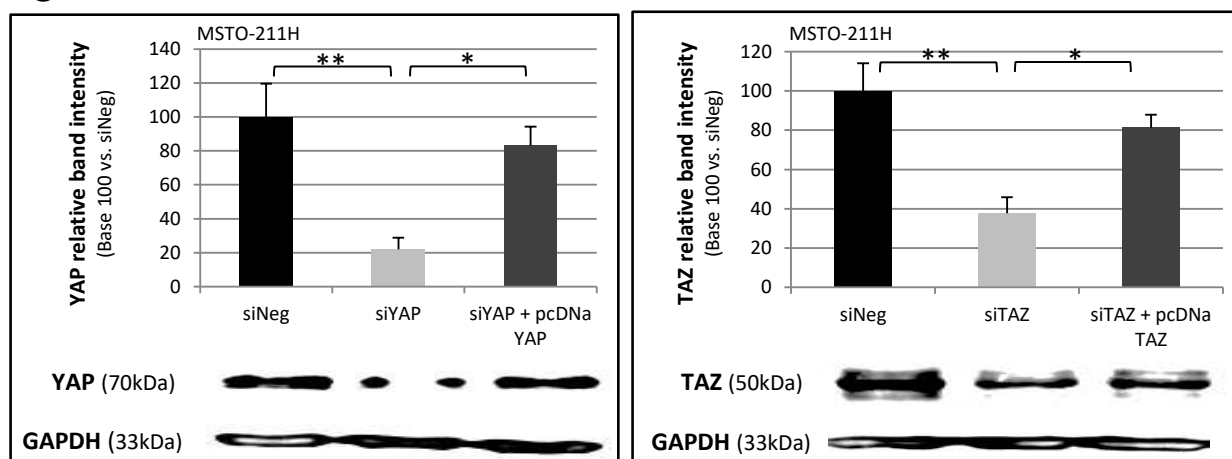 MSTO-211H
YAP relative band intensity
(Base 100 vs. siNeg)
140
120
100
80
60
40
20
0
**
*
siNeg
siYAP
siYAP + pcDNa
YAP
YAP (70kDa)
GAPDH (33kDa)
MSTO-211H
TAZ relative band intensity
(Base 100 vs. siNeg)
120
100
80
60
40
20
0
**
*
siNeg
siTAZ
siTAZ + pcDNa
TAZ
TAZ (50kDa)
GAPDH (33kDa)